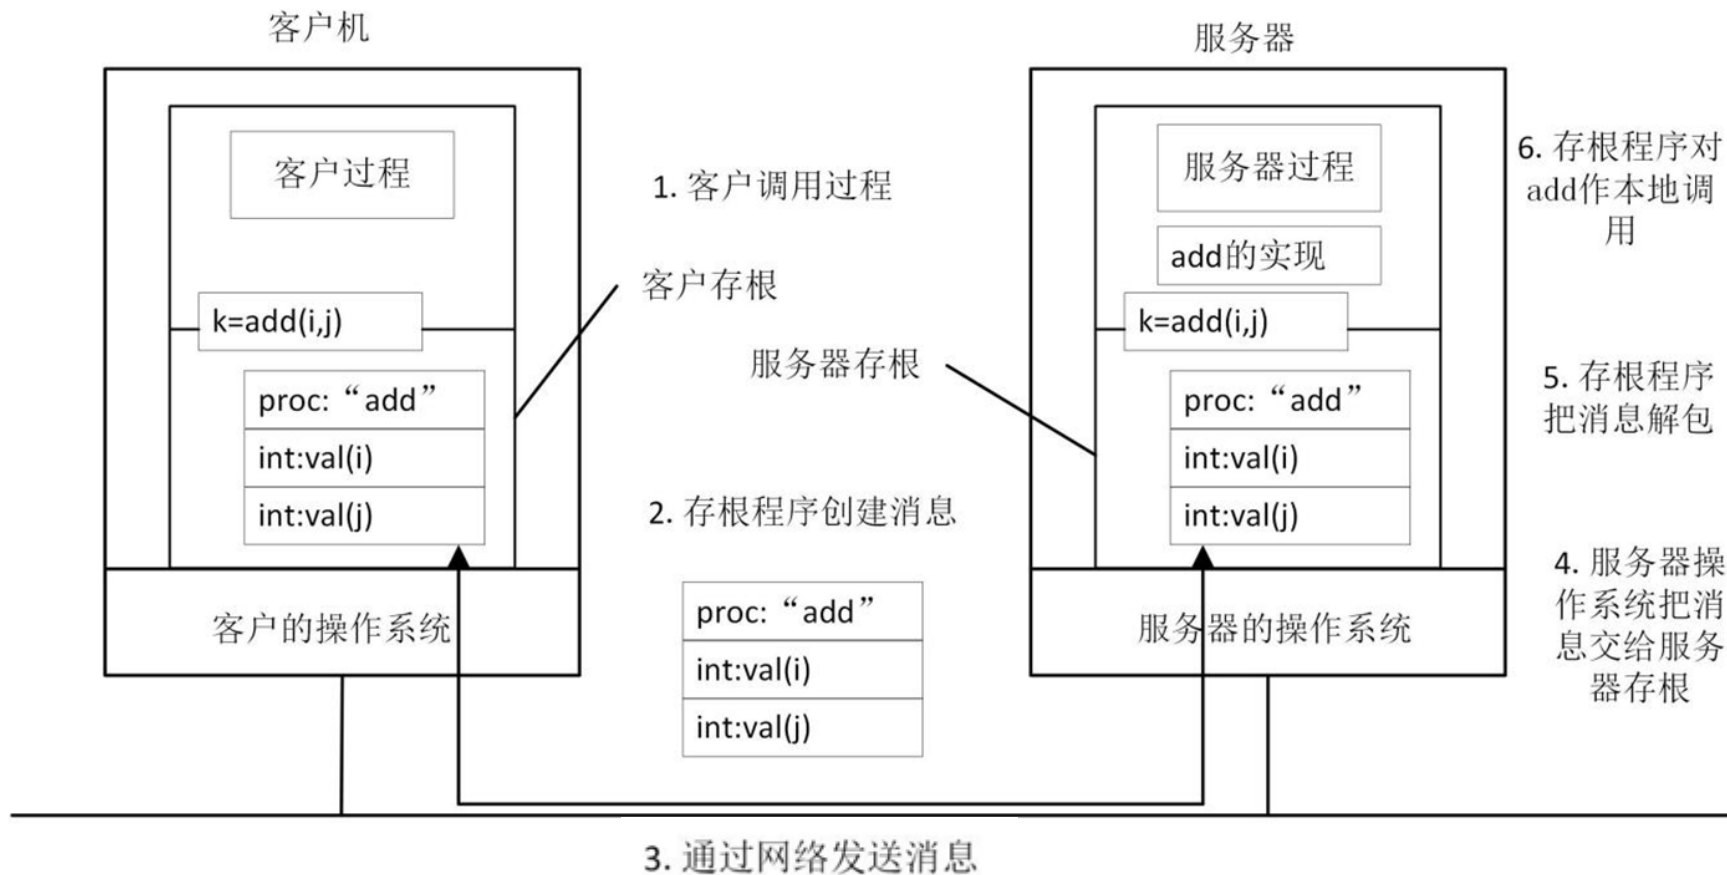 客户机
客户过程
k=add(i,j)
proc: “add”
int:val(i)
int:val(j)
客户的操作系统
1. 客户调用过程
客户存根
服务器存根
2. 存根程序创建消息
proc: “add”
int:val(i)
int:val(j)
3. 通过网络发送消息
服务器
服务器过程
add的实现
k=add(i,j)
proc: “add”
int:val(i)
int:val(j)
服务器的操作系统
6. 存根程序对
add作本地调
用
5. 存根程序
把消息解包
4. 服务器操
作系统把消
息交给服务
器存根